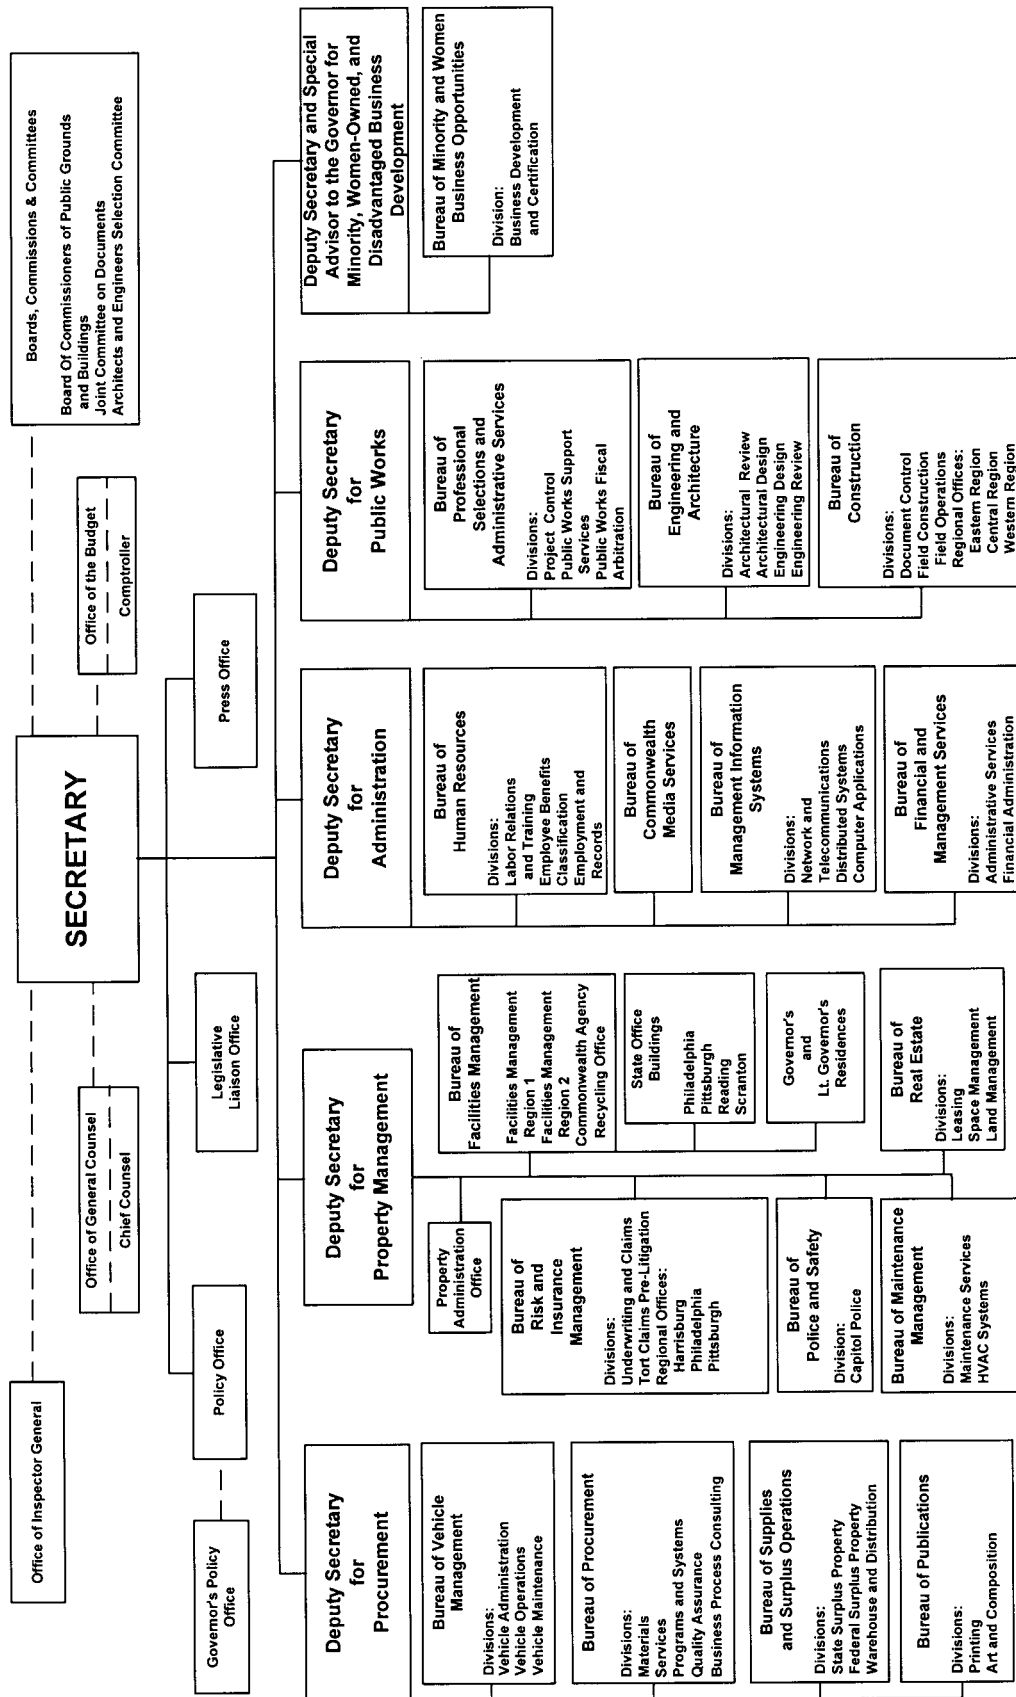 SECRETARY
Office of Inspector General
Office of General Counsel
Chief Counsel
Office of the Budget
Comptroller
Boards, Commissions & Committees
Board Of Commissioners of Public Grounds
and Buildings
Joint Committee on Documents
Architects and Engineers Selection Committee
Governor's Policy
Office
Policy Office
Legislative
Liaison Office
Press Office
Deputy Secretary
for
Procurement
Bureau of Vehicle
Management
Divisions:
Vehicle Administration
Vehicle Operations
Vehicle Maintenance
Bureau of Procurement
Divisions:
Materials
Services
Programs and Systems
Quality Assurance
Business Process Consulting
Bureau of Supplies
and Surplus Operations
Divisions:
State Surplus Property
Federal Surplus Property
Warehouse and Distribution
Bureau of Publications
Divisions:
Printing
Art and Composition
Deputy Secretary
for
Property Management
Property
Administration
Office
Bureau of
Risk and
Insurance
Management
Divisions:
Underwriting and Claims
Tort Claims Pre-Litigation
Regional Offices:
Harrisburg
Philadelphia
Pittsburgh
Bureau of
Police and Safety
Division:
Capitol Police
Bureau of Maintenance
Management
Divisions:
Maintenance Services
HVAC Systems
Bureau of
Facilities Management
Facilities Management
Region 1
Facilities Management
Region 2
Commonwealth Agency
Recycling Office
State Office
Buildings
Philadelphia
Pittsburgh
Reading
Scranton
Governor's
and
Lt. Governor's
Residences
Bureau of
Real Estate
Divisions:
Leasing
Space Management
Land Management
Deputy Secretary
for
Administration
Bureau of
Human Resources
Divisions:
Labor Relations
and Training
Employee Benefits
Classification
Employment and
Records
Bureau of
Commonwealth
Media Services
Bureau of
Management Information
Systems
Divisions:
Network and
Telecommunications
Distributed Systems
Computer Applications
Bureau of
Financial and
Management Services
Divisions:
Administrative Services
Financial Administration
Deputy Secretary
for
Public Works
Bureau of
Professional
Selections and
Administrative Services
Divisions:
Project Control
Public Works Support
Services
Public Works Fiscal
Arbitration
Bureau of
Engineering and
Architecture
Divisions:
Architectural Review
Architectural Design
Engineering Design
Engineering Review
Bureau of
Construction
Divisions:
Document Control
Field Construction
Field Operations
Regional Offices:
Eastern Region
Central Region
Western Region
Deputy Secretary and Special
Advisor to the Governor for
Minority, Women-Owned, and
Disadvantaged Business
Development
Bureau of Minority and Women
Business Opportunities
Division:
Business Development
and Certification